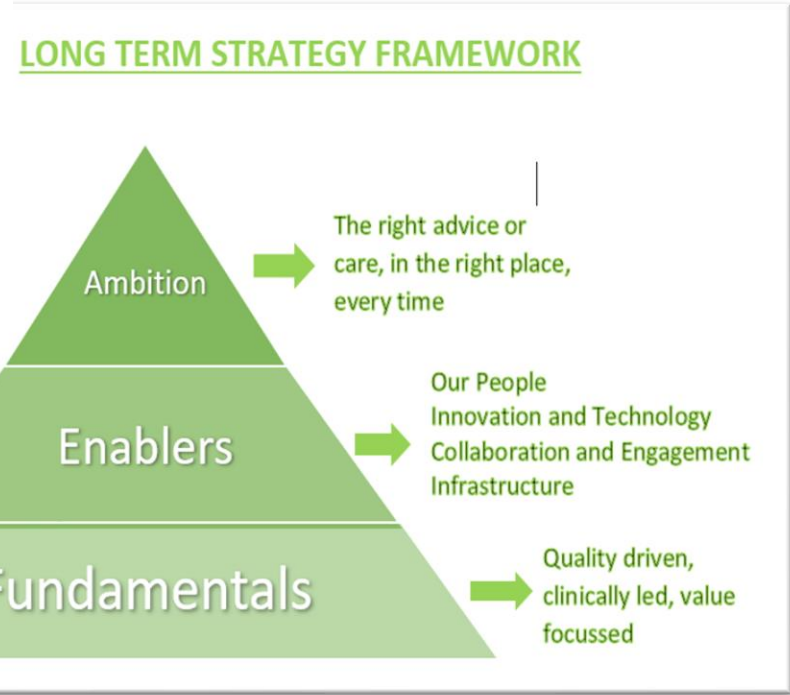 LONG TERM STRATEGY FRAMEWORK
Ambition
The right advice or
care, in the right place,
every time
Enablers
Our People
Innovation and Technology
Collaboration and Engagement
Infrastructure
Fundamentals
Quality driven,
clinically led, value
focussed